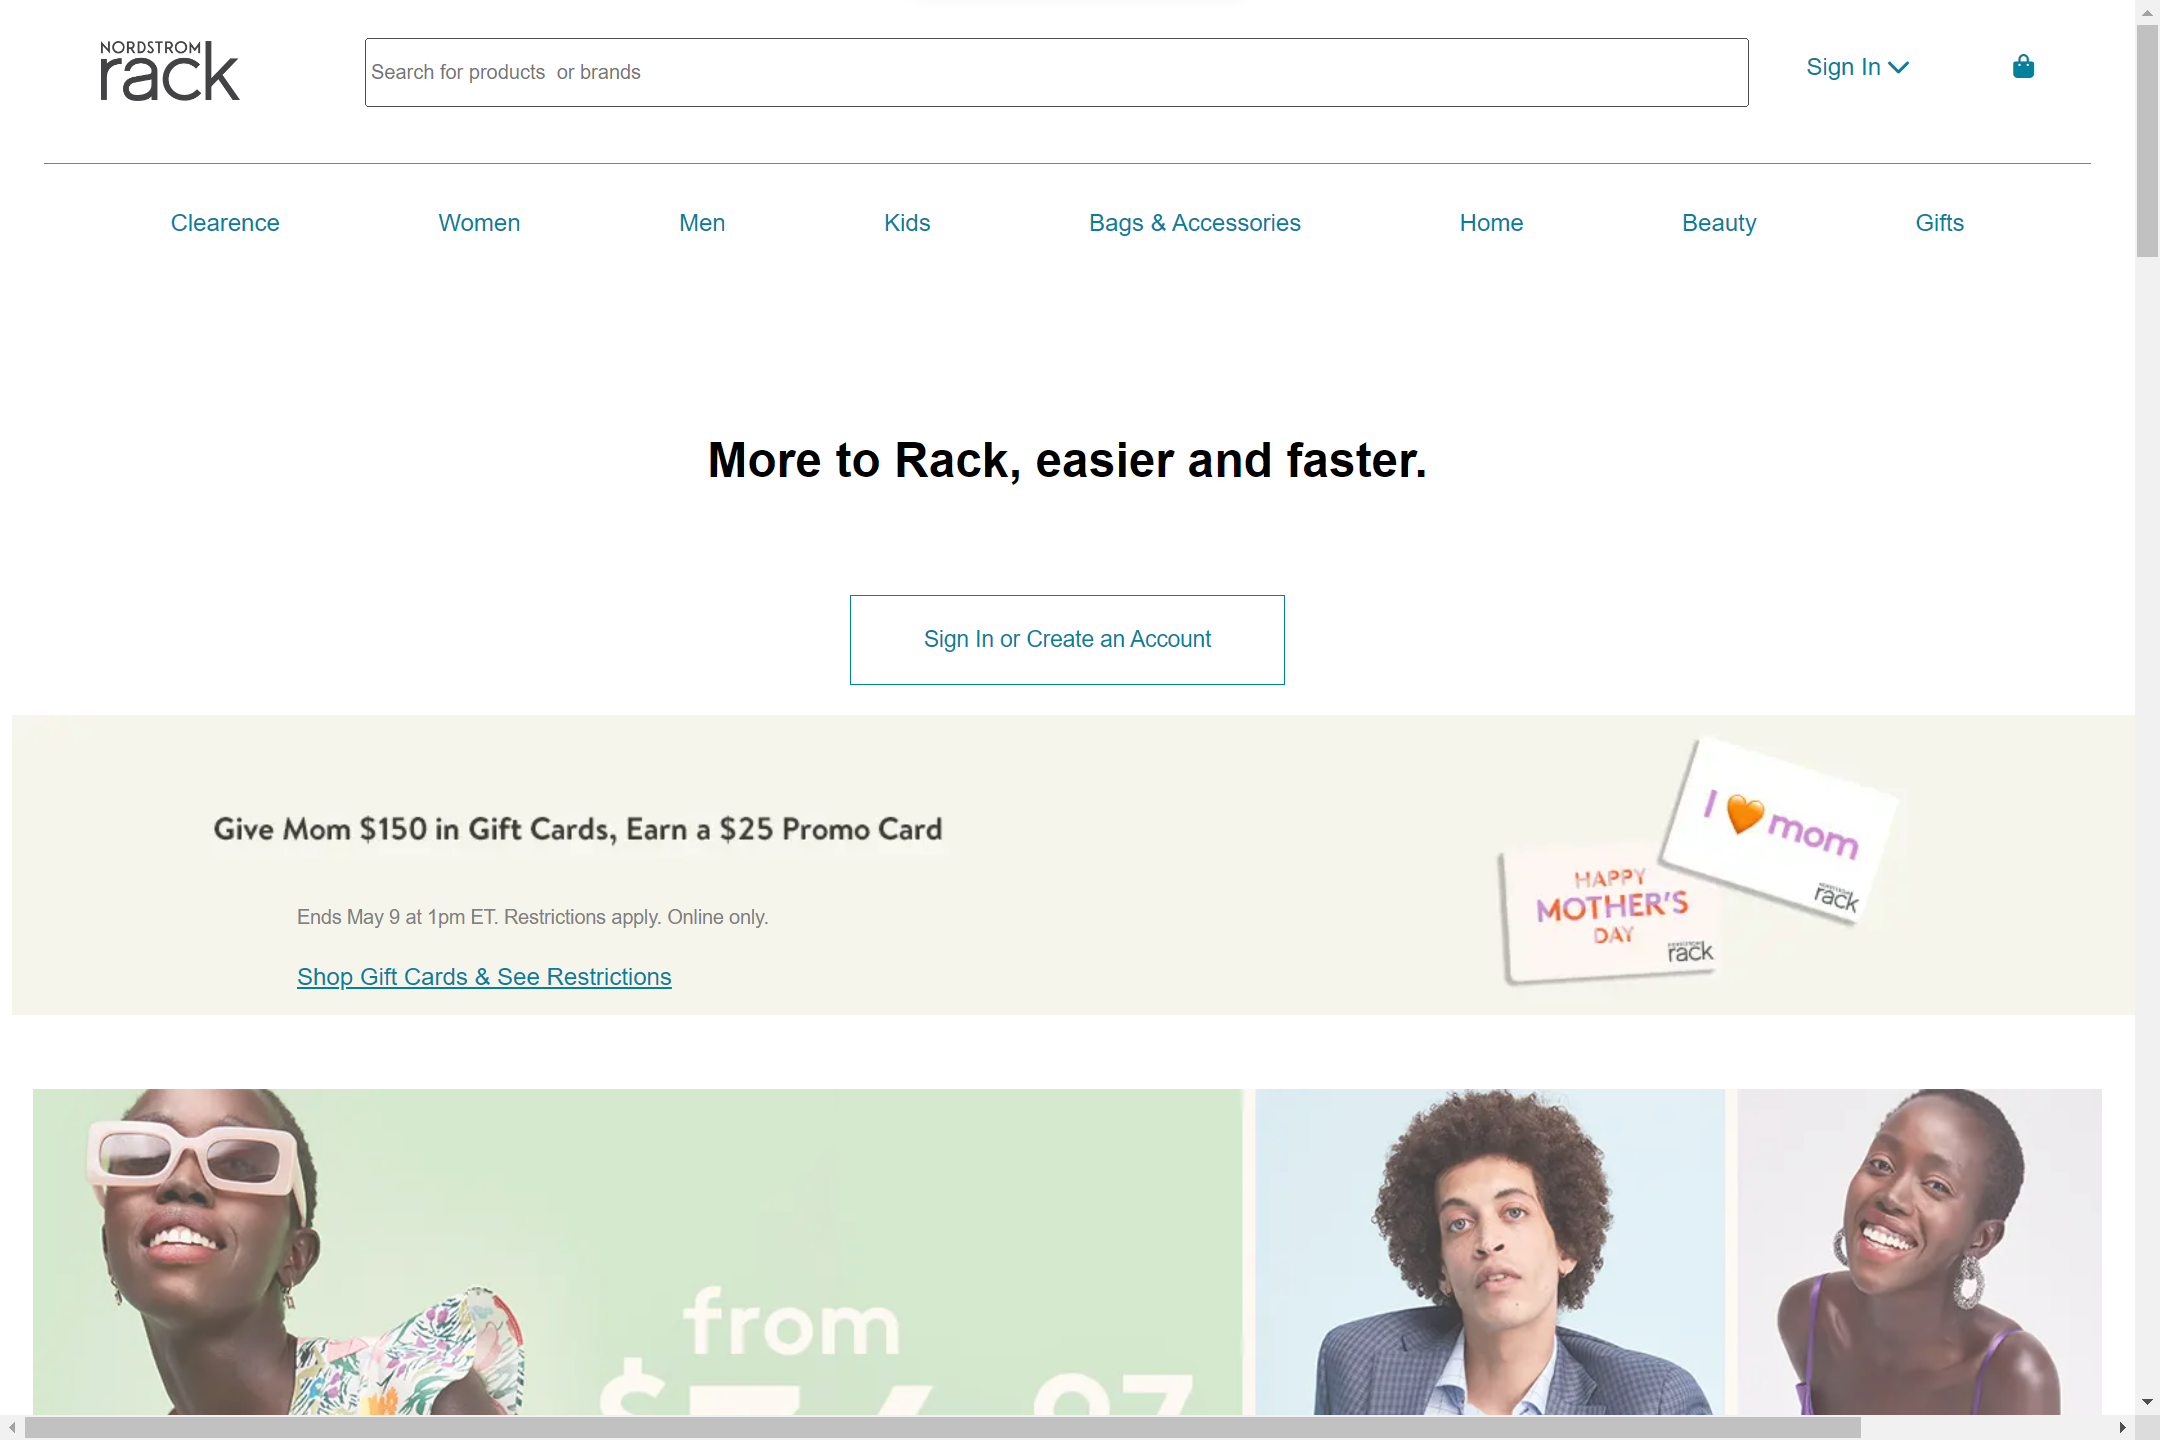 NORDSTROM
rack
Search for products or brands
Sign In
Clearence
Women
Men
Kids
Bags & Accessories
Home
Beauty
Gifts
More to Rack, easier and faster.
Sign In or Create an Account
Give Mom $150 in Gift Cards, Earn a $25 Promo Card
Ends May 9 at 1pm ET. Restrictions apply. Online only.
Shop Gift Cards & See Restrictions
I 🧡 mom
NORDSTROM
rack
HAPPY
MOTHER'S
DAY
NORDSTROM
rack
from